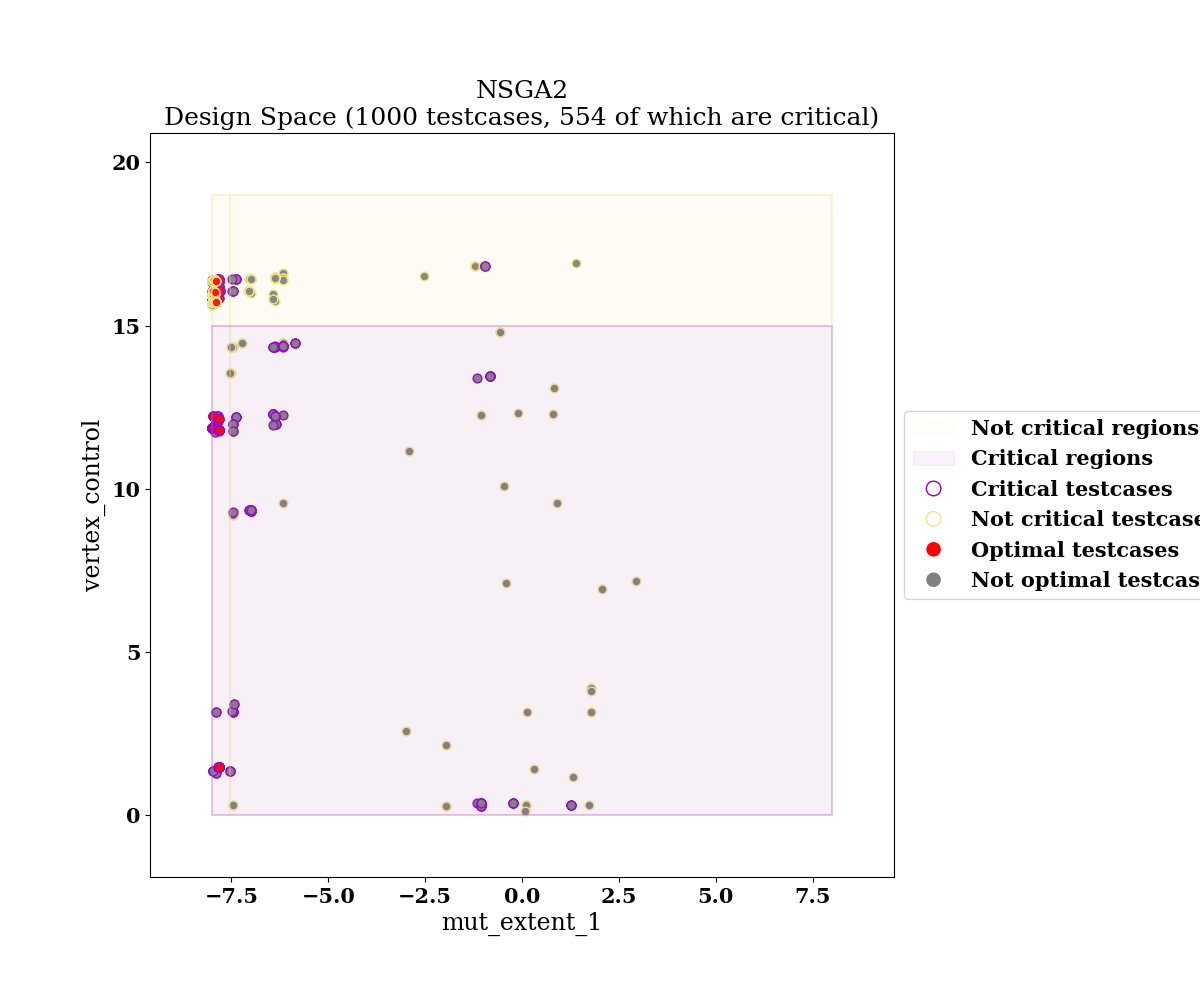 NSGA2
Design Space (1000 testcases, 554 of which are critical)
20
15
10
5
0
vertex_control
−7.5 −5.0 −2.5 0.0 2.5 5.0 7.5
mut_extent_1
Not critical regions
Critical regions
Critical testcases
Not critical testcase
Optimal testcases
Not optimal testcas